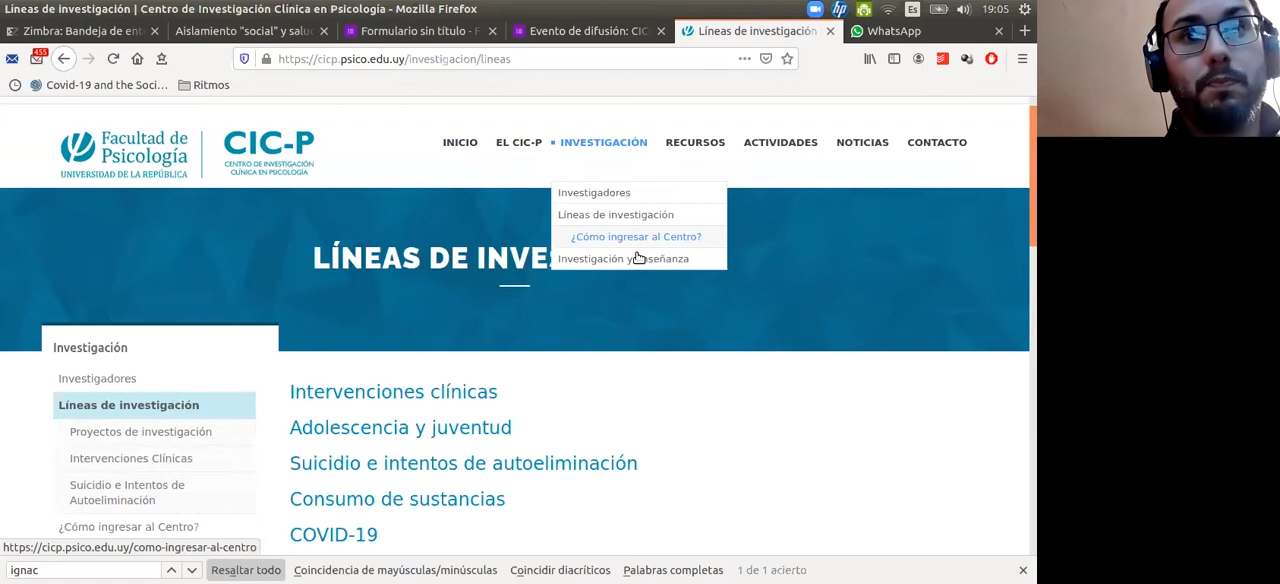 Líneas de investigación | Centro de Investigación Clínica en Psicología - Mozilla Firefox
Es
19:05
Zimbra: Bandeja de ent
Aislamiento "social" y salu
Formulario sin título - F
Evento de difusión: CIC
Líneas de investigación
WhatsApp
455
https://cicp.psico.edu.uy/investigacion/lineas
Covid-19 and the Soci...
Ritmos
Facultad de
Psicología
UNIVERSIDAD DE LA REPÚBLICA
CIC-P
CENTRO DE INVESTIGACIÓN
CLÍNICA EN PSICOLOGÍA
INICIO
EL CIC-P
INVESTIGACIÓN
RECURSOS
ACTIVIDADES
NOTICIAS
CONTACTO
Investigadores
Líneas de investigación
¿Cómo ingresar al Centro?
Investigación y enseñanza
LÍNEAS DE INVES
Investigación
Investigadores
Líneas de investigación
Proyectos de investigación
Intervenciones Clínicas
Suicidio e Intentos de
Autoeliminación
¿Cómo ingresar al Centro?
Intervenciones clínicas
Adolescencia y juventud
Suicidio e intentos de autoeliminación
Consumo de sustancias
COVID-19
https://cicp.psico.edu.uy/como-ingresar-al-centro
ignac
Resaltar todo
Coincidencia de mayúsculas/minúsculas
Coincidir diacríticos
Palabras completas
1 de 1 acierto